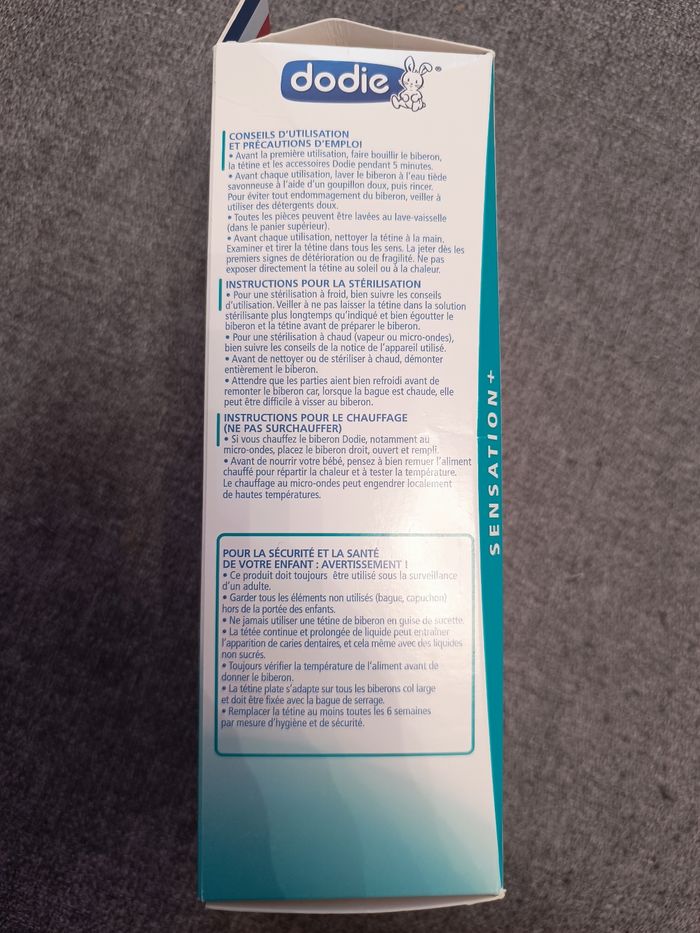 dodie
CONSEILS D'UTILISATION
ET PRÉCAUTIONS D'EMPLOI
• Avant la première utilisation, faire bouillir le biberon,
la tétine et les accessoires Dodie pendant 5 minutes.
• Avant chaque utilisation, laver le biberon à l'eau tiède
savonneuse à l'aide d'un goupillon doux, puis rincer.
Pour éviter tout endommagement du biberon, veiller à
utiliser des détergents doux.
• Toutes les pièces peuvent être lavées au lave-vaisselle
(dans le panier supérieur).
• Avant chaque utilisation, nettoyer la tétine à la main.
Examiner et tirer la tétine dans tous les sens. La jeter dès les
premiers signes de détérioration ou de fragilité. Ne pas
exposer directement la tétine au soleil ou à la chaleur.
INSTRUCTIONS POUR LA STÉRILISATION
• Pour une stérilisation à froid, bien suivre les conseils
d'utilisation. Veiller à ne pas laisser la tétine dans la solution
stérilisante plus longtemps qu'indiqué et bien égoutter le
biberon et la tétine avant de préparer le biberon.
• Pour une stérilisation à chaud (vapeur ou micro-ondes),
bien suivre les conseils de la notice de l'appareil utilisé.
• Avant de nettoyer ou de stériliser à chaud, démonter
entièrement le biberon.
• Attendre que les parties aient bien refroidi avant de
remonter le biberon car, lorsque la bague est chaude, elle
peut être difficile à visser au biberon.
INSTRUCTIONS POUR LE CHAUFFAGE
(NE PAS SURCHAUFFER)
• Si vous chauffez le biberon Dodie, notamment au
micro-ondes, placez le biberon droit, ouvert et rempli.
• Avant de nourrir votre bébé, pensez à bien remuer l'aliment
chauffé pour répartir la chaleur et à tester la température.
Le chauffage au micro-ondes peut engendrer localement
de hautes températures.
SENSATION+
POUR LA SÉCURITÉ ET LA SANTÉ
DE VOTRE ENFANT : AVERTISSEMENT !
• Ce produit doit toujours être utilisé sous la surveillance
d'un adulte.
• Garder tous les éléments non utilisés (bague, capuchon)
hors de la portée des enfants.
• Ne jamais utiliser une tétine de biberon en guise de sucette.
• La tétée continue et prolongée de liquide peut entraîner
l'apparition de caries dentaires, et cela même avec des liquides
non sucrés.
• Toujours vérifier la température de l'aliment avant de
donner le biberon.
• La tétine plate s'adapte sur tous les biberons col large
et doit être fixée avec la bague de serrage.
• Remplacer la tétine au moins toutes les 6 semaines
par mesure d'hygiène et de sécurité.